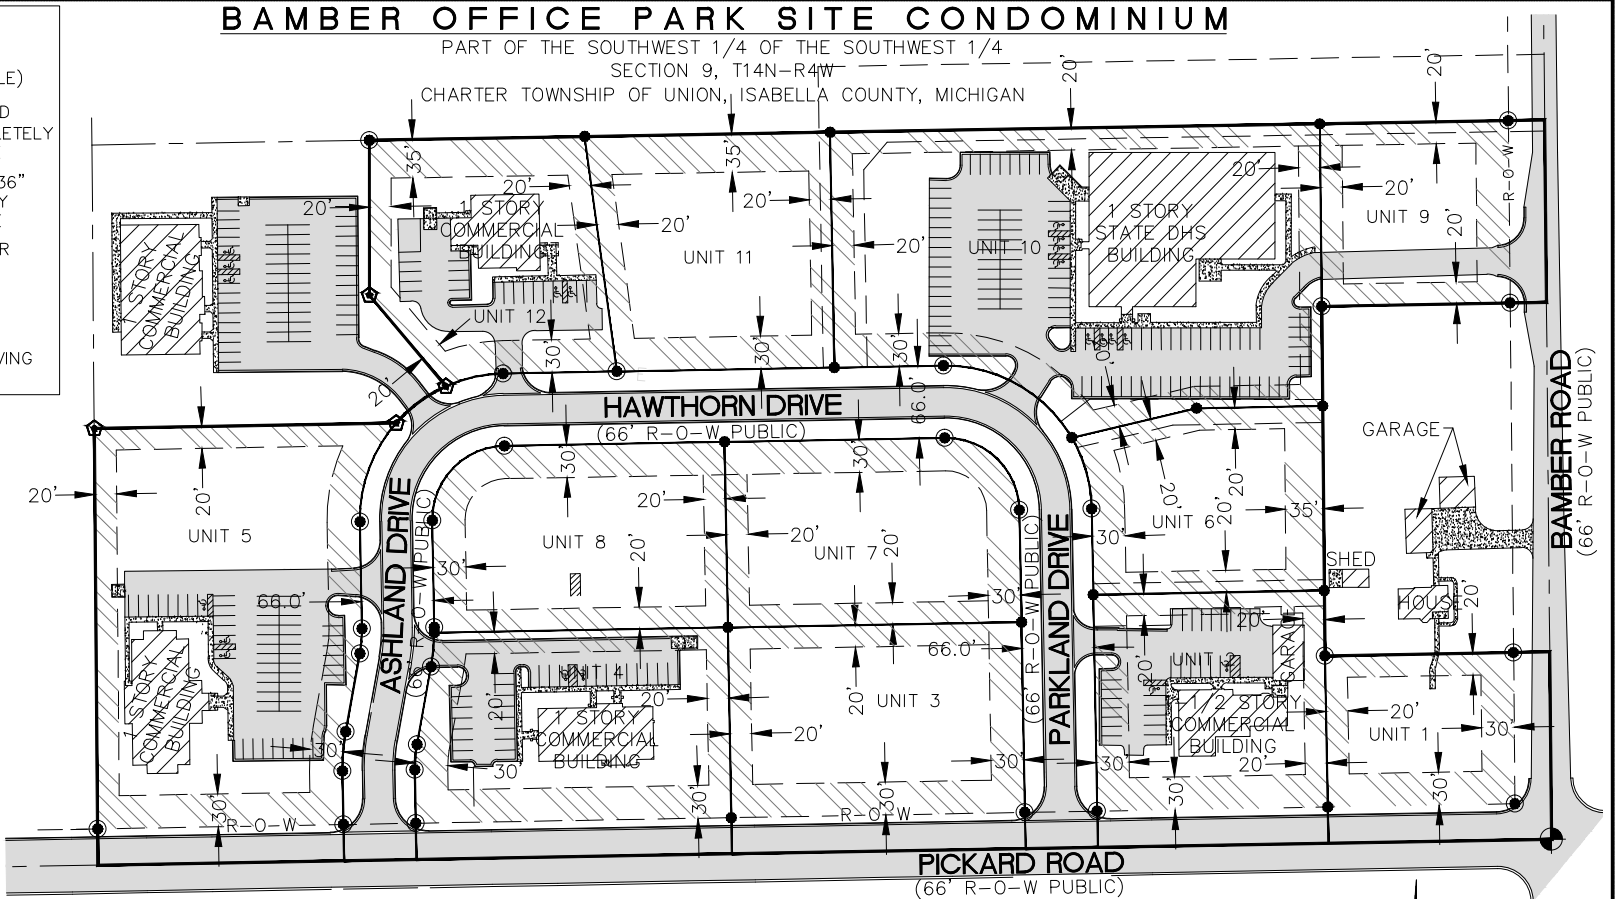 BAMBER OFFICE PARK SITE CONDOMINIUM
PART OF THE SOUTHWEST 1/4 OF THE SOUTHWEST 1/4
SECTION 9, T14N-R4W
CHARTER TOWNSHIP OF UNION, ISABELLA COUNTY, MICHIGAN
LE)
D
ETELY
36"
Y
R
VING
20'
20'
35'
35'
20'
20'
20'
20'
20'
20'
20'
20'
20'
R-O-W
1 STORY
COMMERCIAL
BUILDING
1 STORY
COMMERCIAL
BUILDING
UNIT 12
UNIT 11
UNIT 10
1 STORY
STATE DHS
BUILDING
UNIT 9
30'
30'
30'
20'
HAWTHORN DRIVE
(66' R-O-W PUBLIC)
66.0'
BAMBER ROAD
(66' R-O-W PUBLIC)
GARAGE
20'
20'
30'
30'
20'
20'
20'
UNIT 5
UNIT 8
UNIT 7
UNIT 6
35'
20'
20'
20'
20'
30'
30'
30'
SHED
20'
66.0'
ASHLAND DRIVE
PARKLAND DRIVE
(66' R-O-W PUBLIC)
66.0'
20'
1 STORY
COMMERCIAL
BUILDING
UNIT 3
20'
20'
20'
20'
20'
1 STORY
COMMERCIAL
BUILDING
UNIT 2
1 1/2 STORY
COMMERCIAL
BUILDING
20'
UNIT 1
20'
30'
30'
30'
30'
30'
20'
30'
30'
30'
30'
30'
R-O-W
R-O-W
PICKARD ROAD
(66' R-O-W PUBLIC)